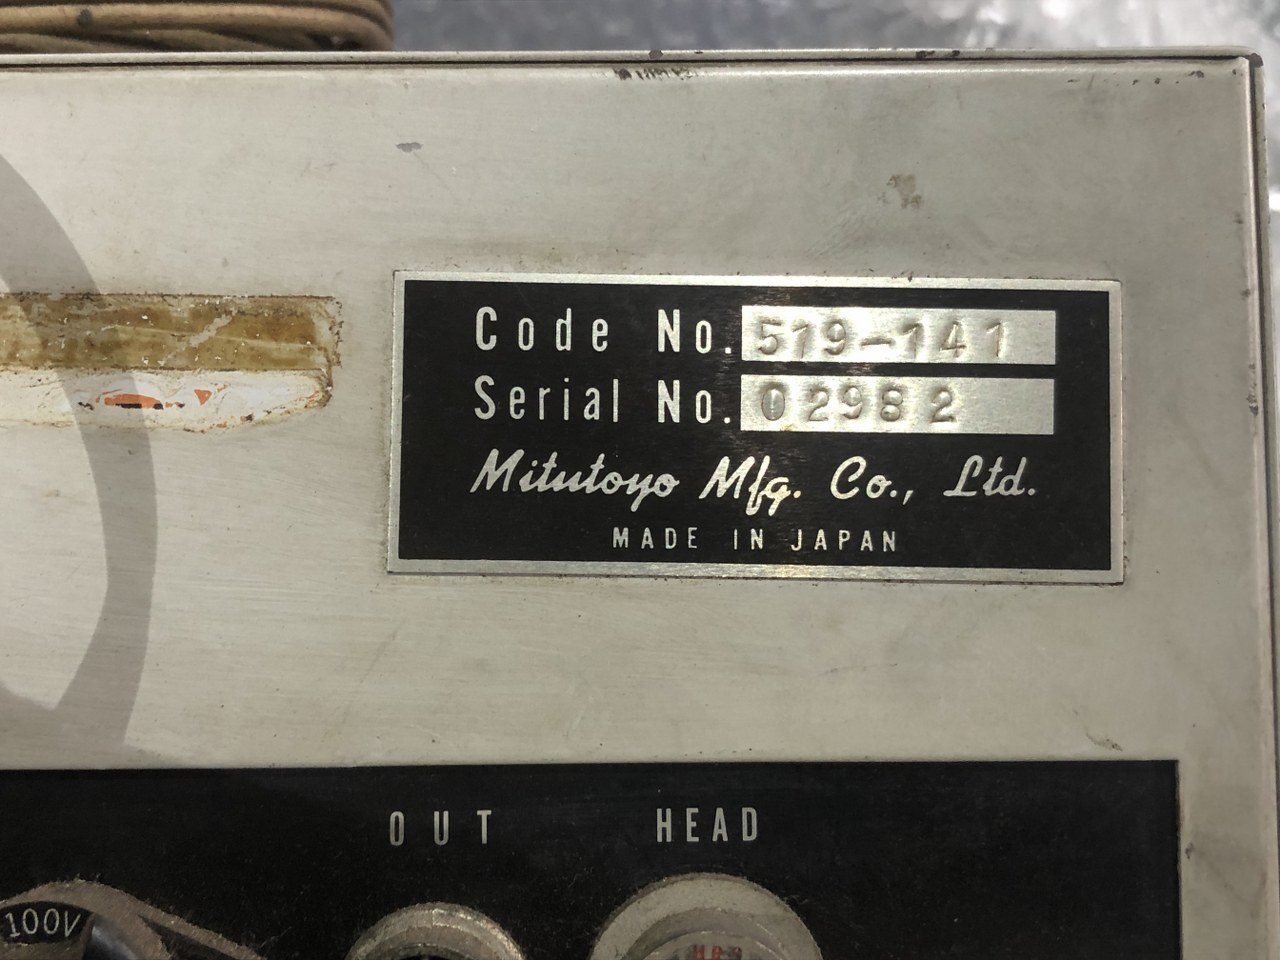 Code No. 519-141
Serial No. 02982
Mitutoyo Mfg. Co., Ltd.
MADE IN JAPAN
OUT HEAD
100V